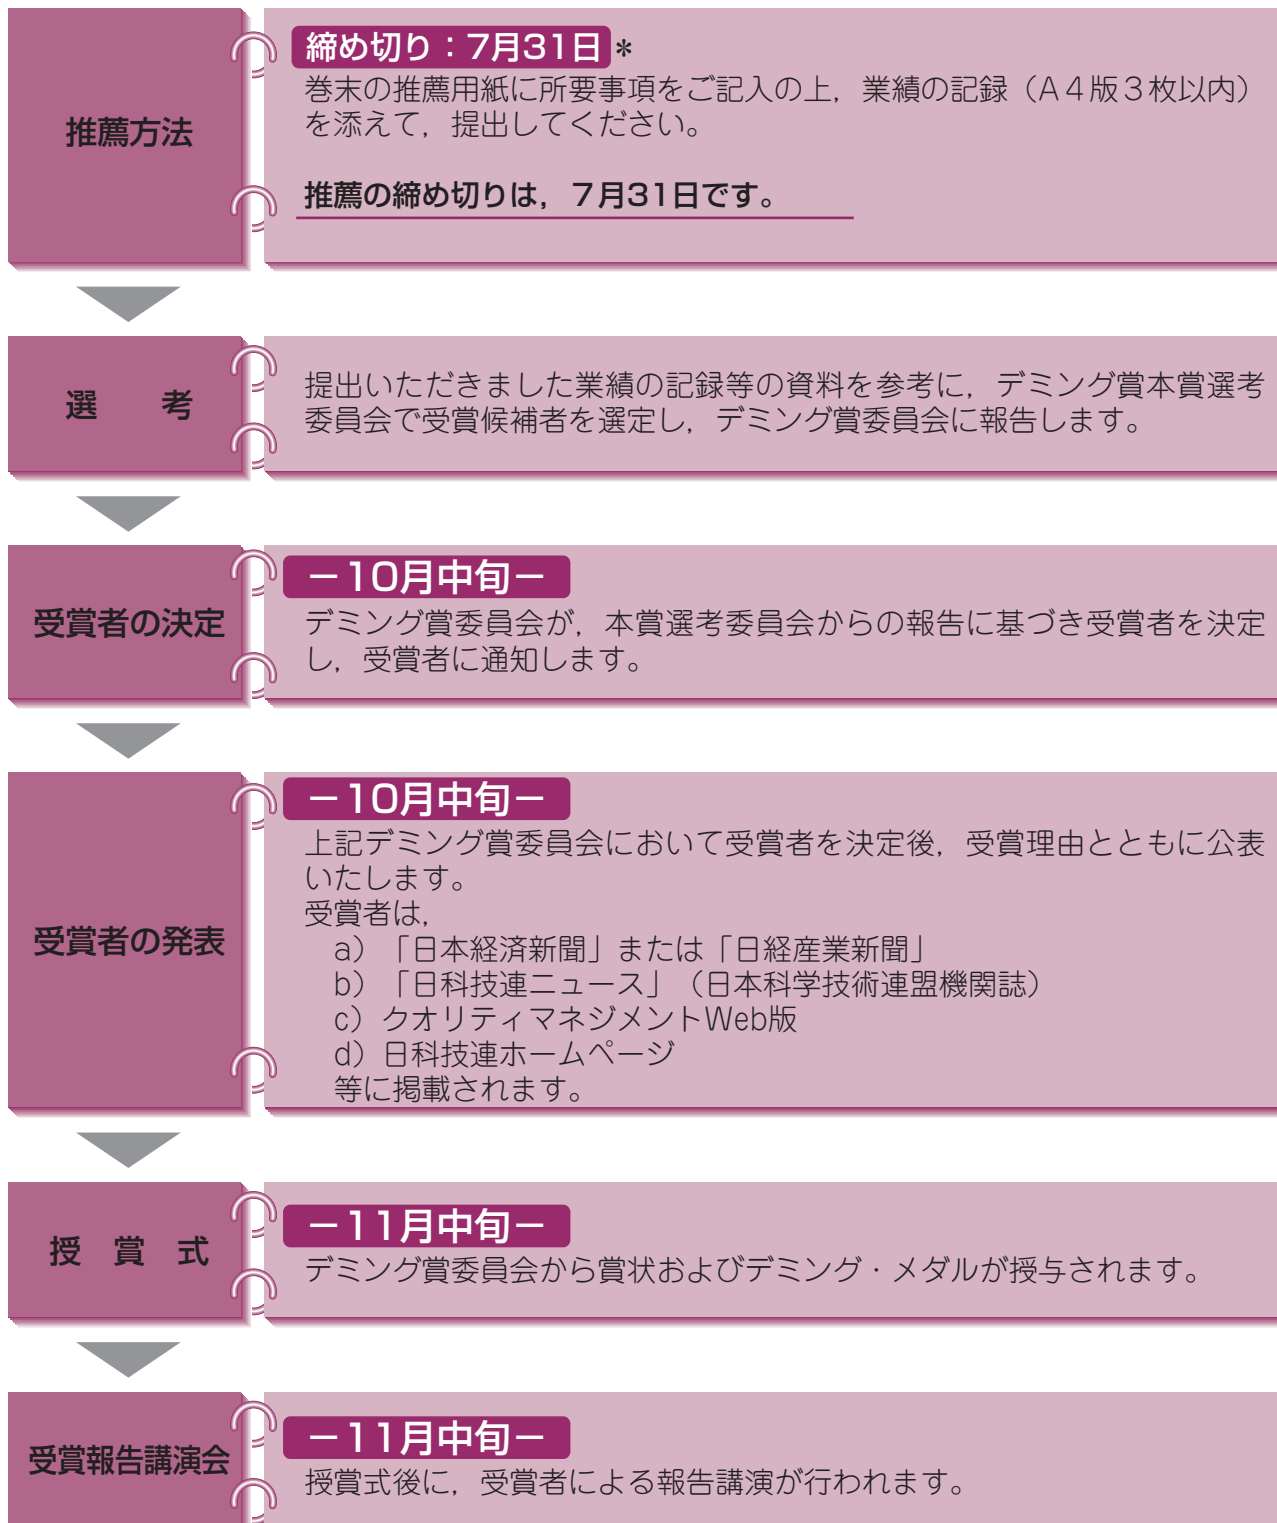 推薦方法
締め切り：7月31日＊
巻末の推薦用紙に所要事項をご記入の上，業績の記録（A４版３枚以内）
を添えて，提出してください。
推薦の締め切りは，７月31日です。
選　考
提出いただきました業績の記録等の資料を参考に，デミング賞本賞選考
委員会で受賞候補者を選定し，デミング賞委員会に報告します。
受賞者の決定
－10月中旬－
デミング賞委員会が，本賞選考委員会からの報告に基づき受賞者を決定
し，受賞者に通知します。
受賞者の発表
－10月中旬－
上記デミング賞委員会において受賞者を決定後，受賞理由とともに公表
いたします。
受賞者は，
a）「日本経済新聞」または「日経産業新聞」
b）「日科技連ニュース」（日本科学技術連盟機関誌）
c）クオリティマネジメントWeb版
d）日科技連ホームページ
等に掲載されます。
授　賞　式
－11月中旬－
デミング賞委員会から賞状およびデミング・メダルが授与されます。
受賞報告講演会
－11月中旬－
授賞式後に，受賞者による報告講演が行われます。